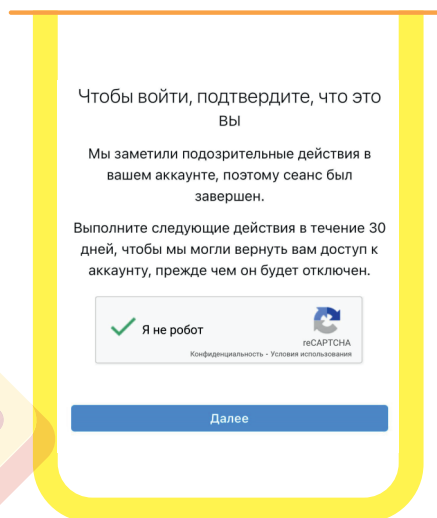 Чтобы войти, подтвердите, что это
вы
Мы заметили подозрительные действия в
вашем аккаунте, поэтому сеанс был
завершен.
Выполните следующие действия в течение 30
дней, чтобы мы могли вернуть вам доступ к
аккаунту, прежде чем он будет отключен.
Я не робот
reCAPTCHA
Конфиденциальность - Условия использования
Далее